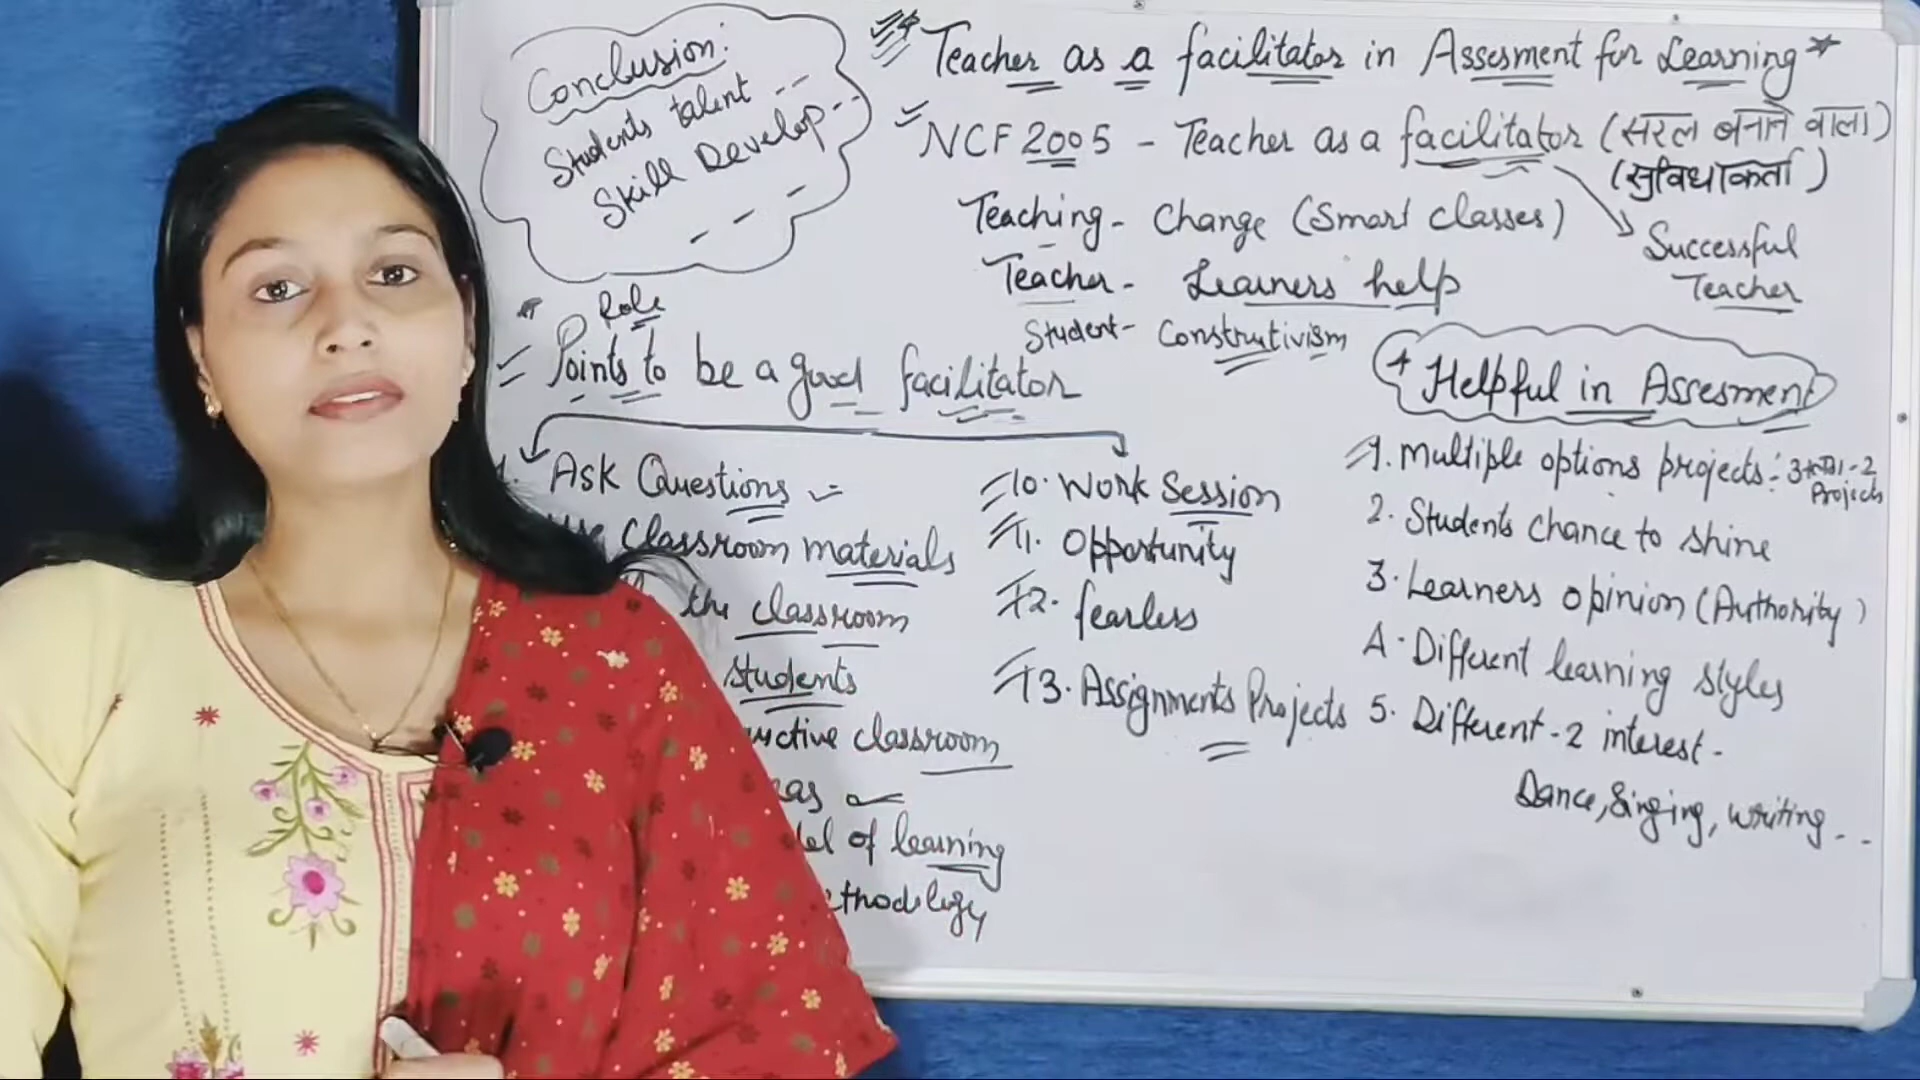 Conclusion:
Students talent --
Skill Develop--
Teacher as a facilitator in Assesment for Learning
NCF 2005 - Teacher as a facilitator (सरल बनाने वाला)
(सुविधाकर्ता)
Successful
Teacher
Teaching - Change (Smart classes)
Teacher - Learners help
Student - Construtivism
Role
Points to be a good facilitator
1. Ask Questions
Classroom materials
the classroom
students
classroom
of learning
10. Work Session
11. Opportunity
12. fearless
13. Assignments Projects
Helpful in Assesment
1. Multiple options projects:
Projects
2. Students chance to shine
3. Learners opinion (Authority)
4. Different learning styles
5. Different-2 interest-
Dance, Singing, writing--